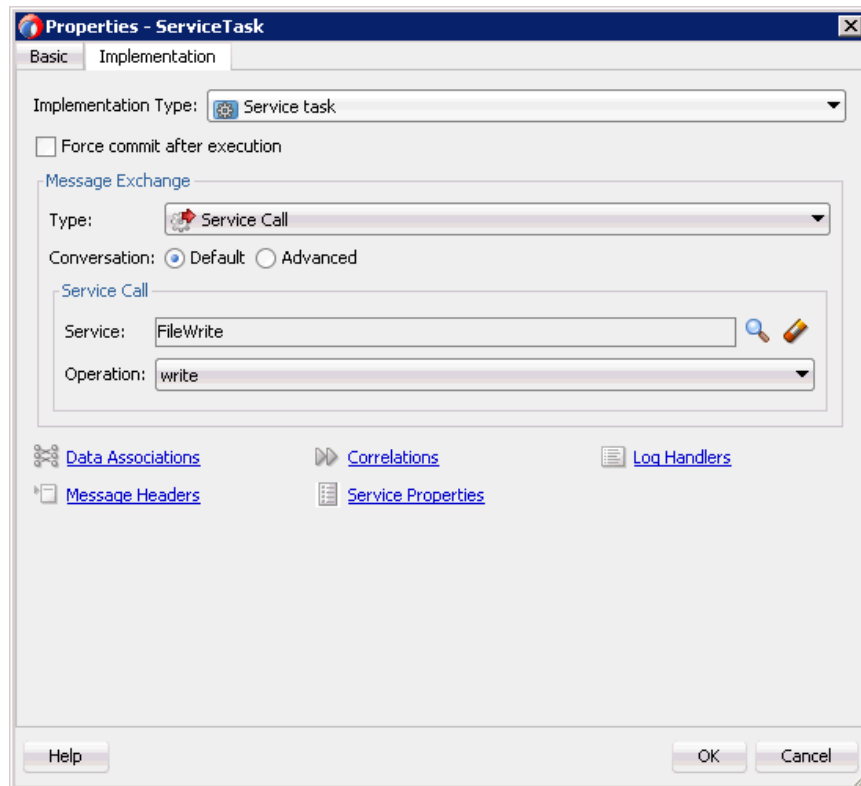 Properties - ServiceTask
Basic Implementation
Implementation Type: Service task
Force commit after execution
Message Exchange
Type: Service Call
Conversation: Default Advanced
Service Call
Service: FileWrite
Operation: write
Data Associations Correlations Log Handlers
Message Headers Service Properties
Help OK Cancel